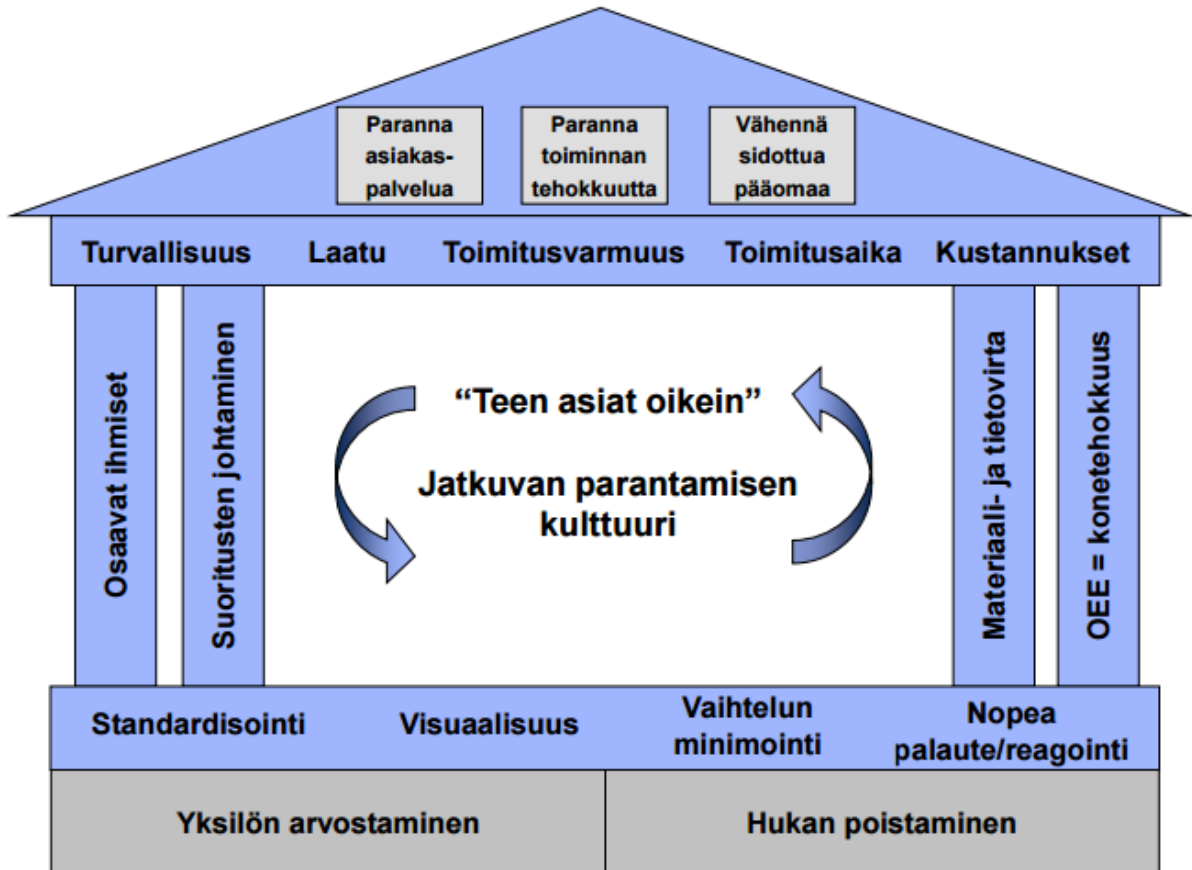 Paranna
asiakas-
palvelua
Paranna
toiminnan
tehokkuutta
Vähennä
sidottua
pääomaa
Turvallisuus Laatu Toimitusvarmuus Toimitusaika Kustannukset
Osaavat ihmiset
Suoritusten johtaminen
“Teen asiat oikein”
Jatkuvan parantamisen
kulttuuri
Materiaali- ja tietovirta
OEE = konetehokkuus
Standardisointi
Visuaalisuus
Vaihtelun
minimointi
Nopea
palaute/reagointi
Yksilön arvostaminen
Hukan poistaminen